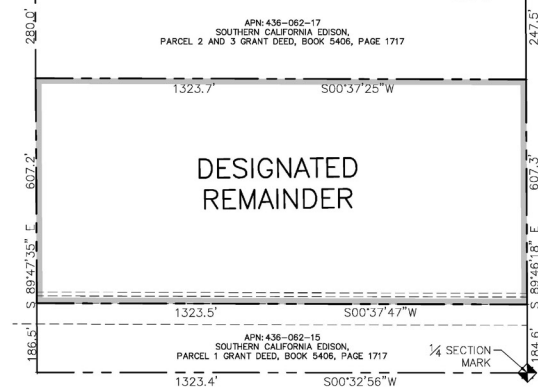 280.0'
247.5'
APN: 436-062-17
SOUTHERN CALIFORNIA EDISON,
PARCEL 2 AND 3 GRANT DEED, BOOK 5406, PAGE 1717
1323.7' S00°37'25"W
607.2'
607.3'
DESIGNATED
REMAINDER
S 89°47'35" E
S 89°46'18" E
1323.5' S00°37'47"W
186.5'
184.6'
APN: 436-062-15
SOUTHERN CALIFORNIA EDISON,
PARCEL 1 GRANT DEED, BOOK 5406, PAGE 1717
1/4 SECTION
MARK
1323.4' S00°32'56"W